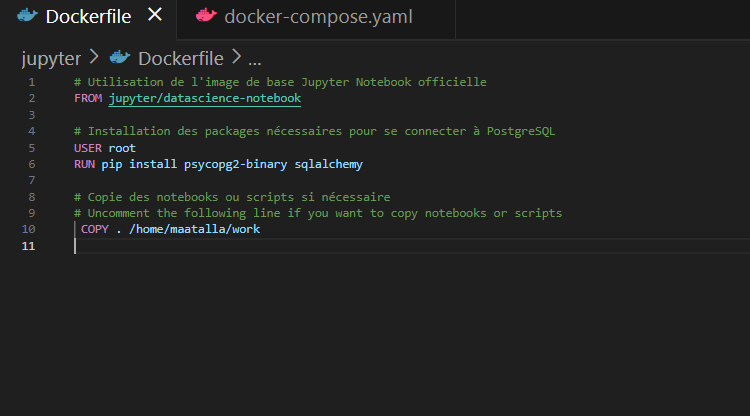 Dockerfile × docker-compose.yaml
jupyter > Dockerfile > ...
1 # Utilisation de l'image de base Jupyter Notebook officielle
2 FROM jupyter/datascience-notebook
3
4 # Installation des packages nécessaires pour se connecter à PostgreSQL
5 USER root
6 RUN pip install psycopg2-binary sqlalchemy
7
8 # Copie des notebooks ou scripts si nécessaire
9 # Uncomment the following line if you want to copy notebooks or scripts
10 COPY . /home/maatalla/work
11